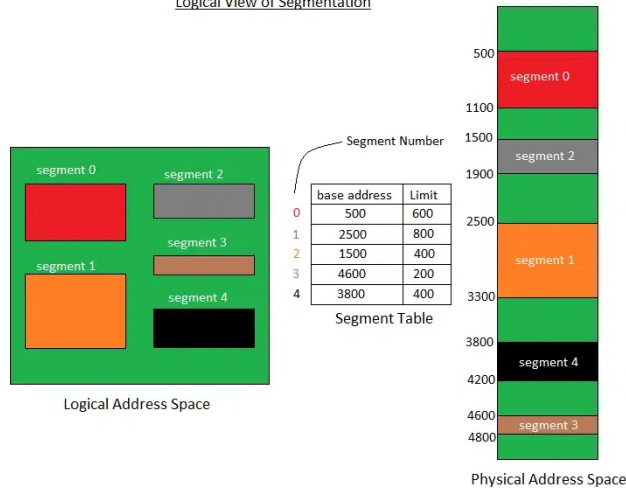 Logical View of Segmentation
segment 0
segment 2
segment 3
segment 1
segment 4
Logical Address Space
Segment Number
base address Limit
0 500 600
1 2500 800
2 1500 400
3 4600 200
4 3800 400
Segment Table
500
segment 0
1100
1500
segment 2
1900
2500
segment 1
3300
3800
segment 4
4200
4600
segment 3
4800
Physical Address Space